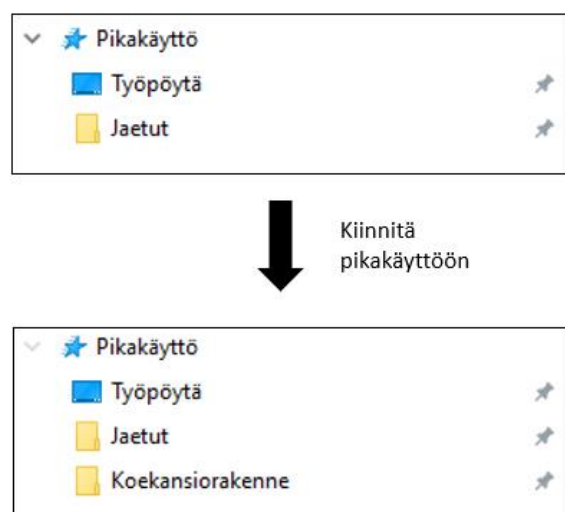 Pikakäyttö
Työpöytä
Jaetut
Kiinnitä
pikakäyttöön
Pikakäyttö
Työpöytä
Jaetut
Koekansiorakenne